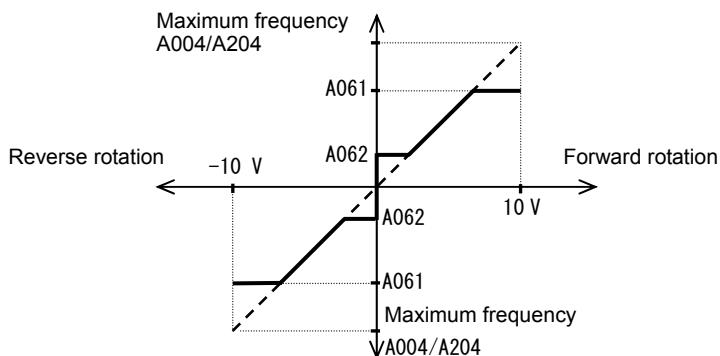 Maximum frequency
A004/A204
A061
A062
Reverse rotation
−10 V
Forward rotation
10 V
A062
A061
Maximum frequency
A004/A204